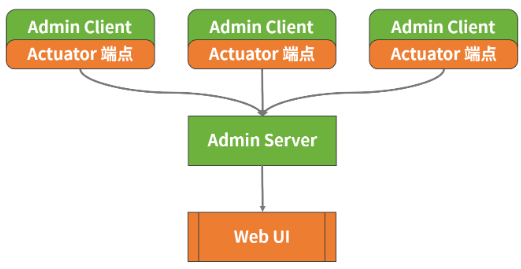 Admin Client
Actuator 端点
Admin Client
Actuator 端点
Admin Client
Actuator 端点
Admin Server
Web UI